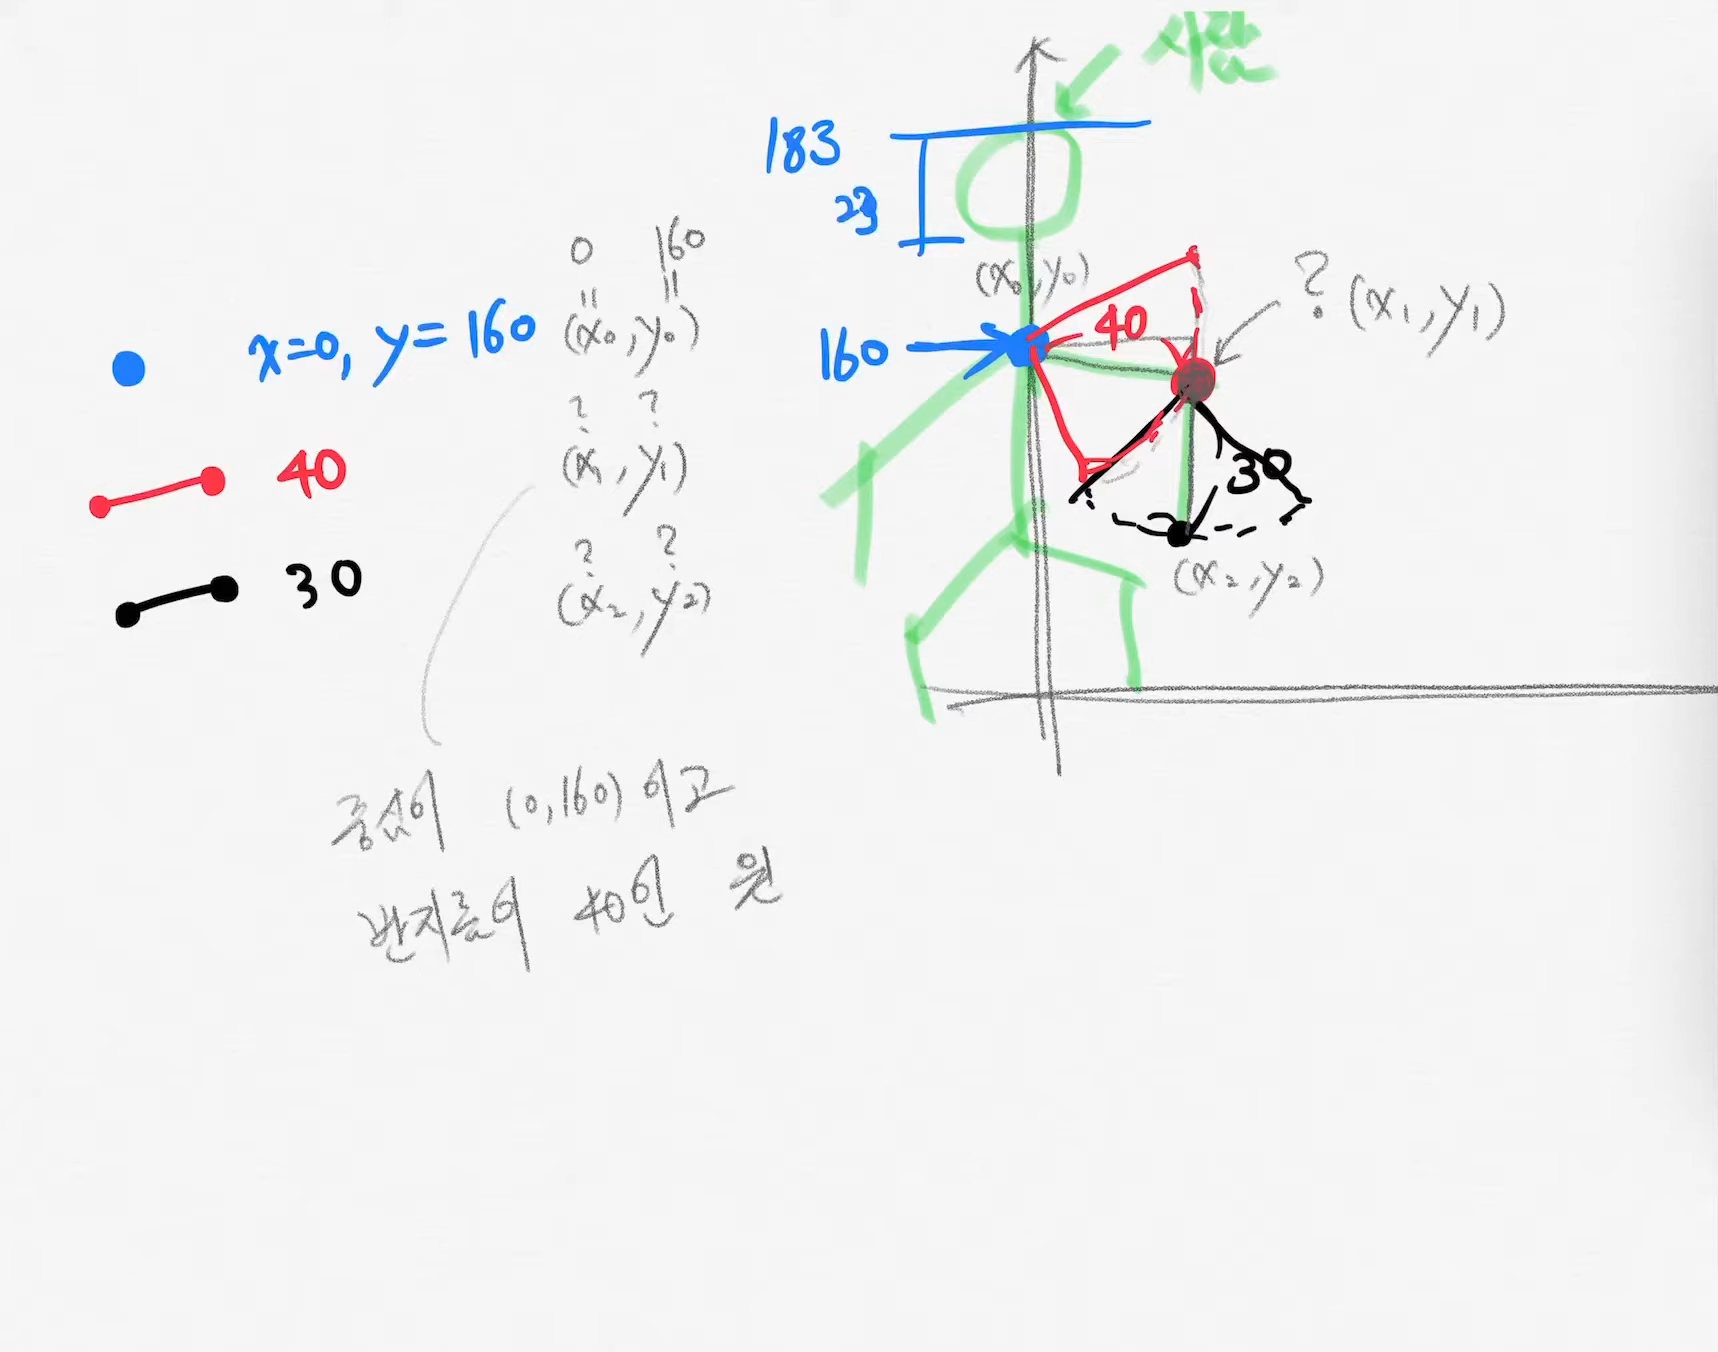 사람
183
23
0 160
= =
x=0, y=160 (x₀, y₀)
(x₀, y₀)
160
40
? (x₁, y₁)
? ?
(x₁, y₁)
40
30
(x₂, y₂)
? ?
(x₂, y₂)
30
중심이 (0,160) 이고
반지름이 40인 원